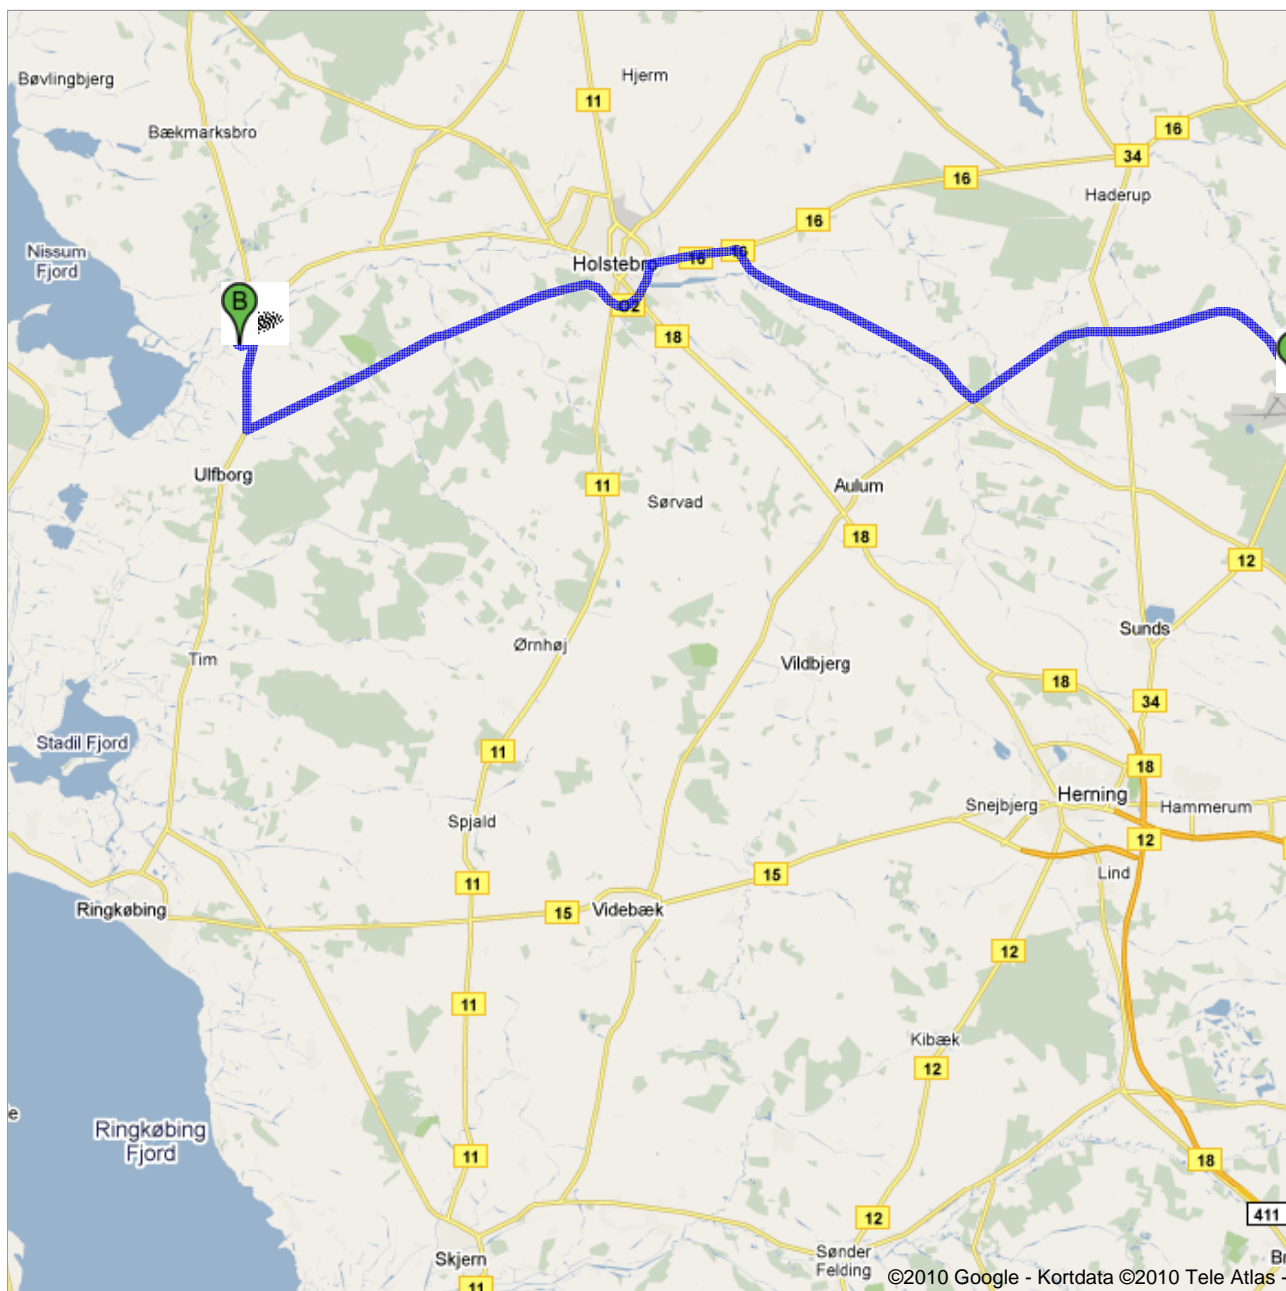 Hjerm
Bøvlingbjerg
11
Bækmarksbro
16
34
16
Haderup
16
Nissum
Fjord
16
16
Holstebro
B
O2
18
Ulfborg
11
Aulum
Sørvad
18
12
Sunds
Ørnhøj
Tim
Vildbjerg
18
34
Stadil Fjord
11
18
Herning
Snejbjerg
Hammerum
Spjald
12
15
Lind
11
Ringkøbing
15
Videbæk
12
11
Kibæk
12
e
Ringkøbing
Fjord
11
18
411
12
Sønder
Felding
Skjern
Br
11
©2010 Google - Kortdata ©2010 Tele Atlas -